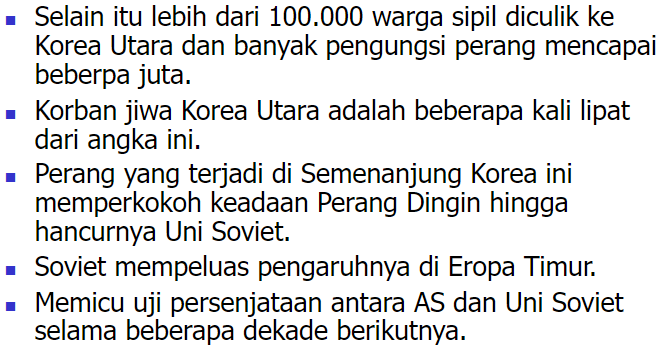 Selain itu lebih dari 100.000 warga sipil diculik ke
Korea Utara dan banyak pengungsi perang mencapai
beberpa juta.
Korban jiwa Korea Utara adalah beberapa kali lipat
dari angka ini.
Perang yang terjadi di Semenanjung Korea ini
memperkokoh keadaan Perang Dingin hingga
hancurnya Uni Soviet.
Soviet mempeluas pengaruhnya di Eropa Timur.
Memicu uji persenjataan antara AS dan Uni Soviet
selama beberapa dekade berikutnya.